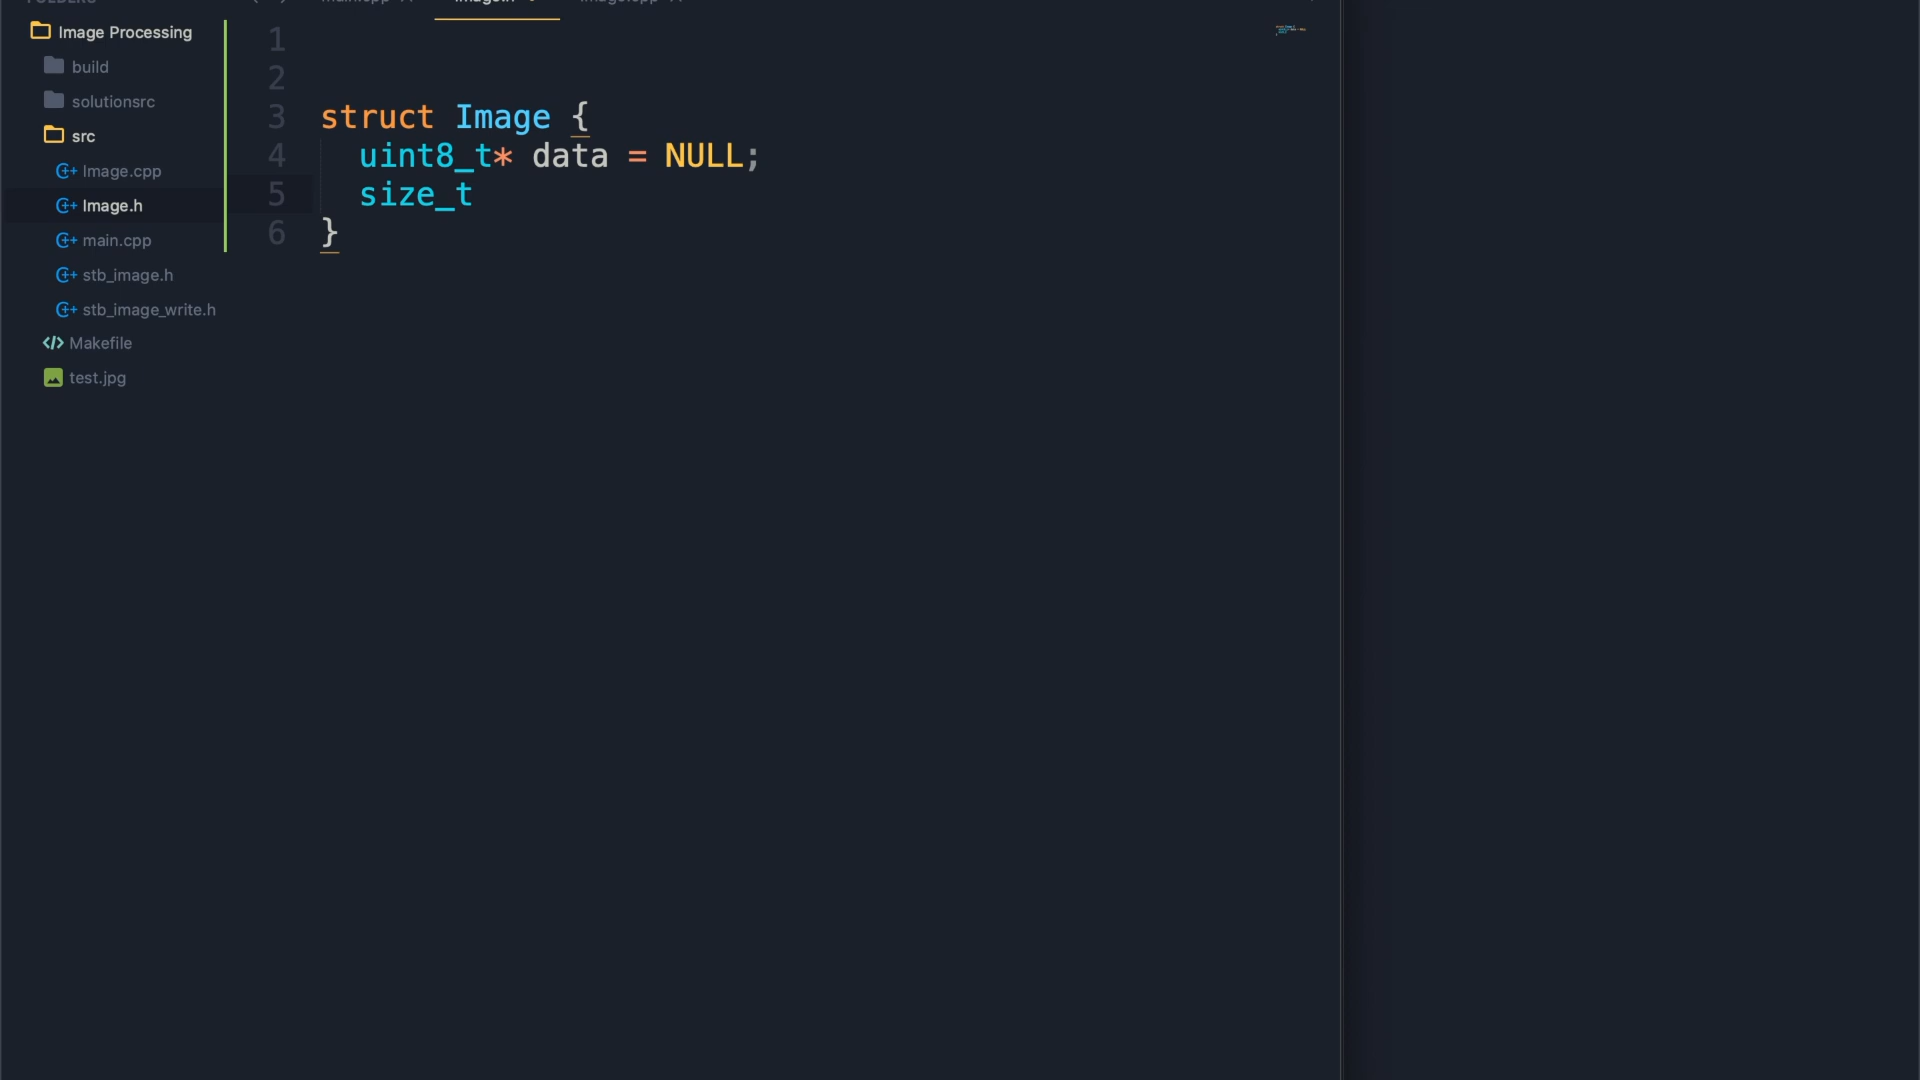 Image Processing
build
solutionsrc
src
Image.cpp
Image.h
main.cpp
stb_image.h
stb_image_write.h
Makefile
test.jpg
1
2
3 struct Image {
4 uint8_t* data = NULL;
5 size_t
6 }